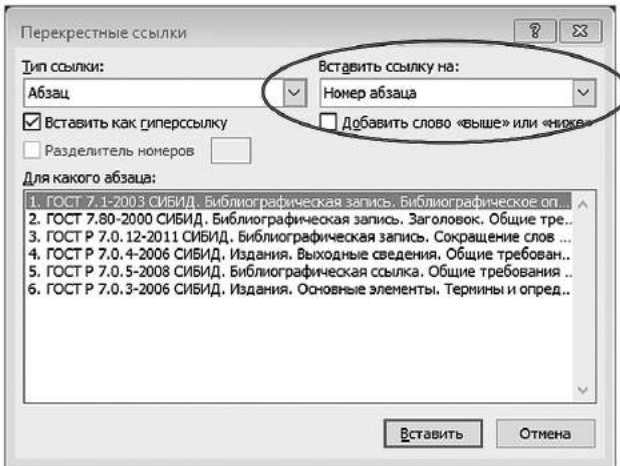 Перекрестные ссылки
Тип ссылки:
Вставить ссылку на:
Абзац
Номер абзаца
Вставить как гиперссылку
Добавить слово «выше» или «ниже»
Разделитель номеров
Для какого абзаца:
1. ГОСТ 7.1-2003 СИБИД. Библиографическая запись. Библиографическое оп...
2. ГОСТ 7.80-2000 СИБИД. Библиографическая запись. Заголовок. Общие тре...
3. ГОСТ Р 7.0.12-2011 СИБИД. Библиографическая запись. Сокращение слов ...
4. ГОСТ Р 7.0.4-2006 СИБИД. Издания. Выходные сведения. Общие требован...
5. ГОСТ Р 7.0.5-2008 СИБИД. Библиографическая ссылка. Общие требования ...
6. ГОСТ Р 7.0.3-2006 СИБИД. Издания. Основные элементы. Термины и опред...
Вставить
Отмена